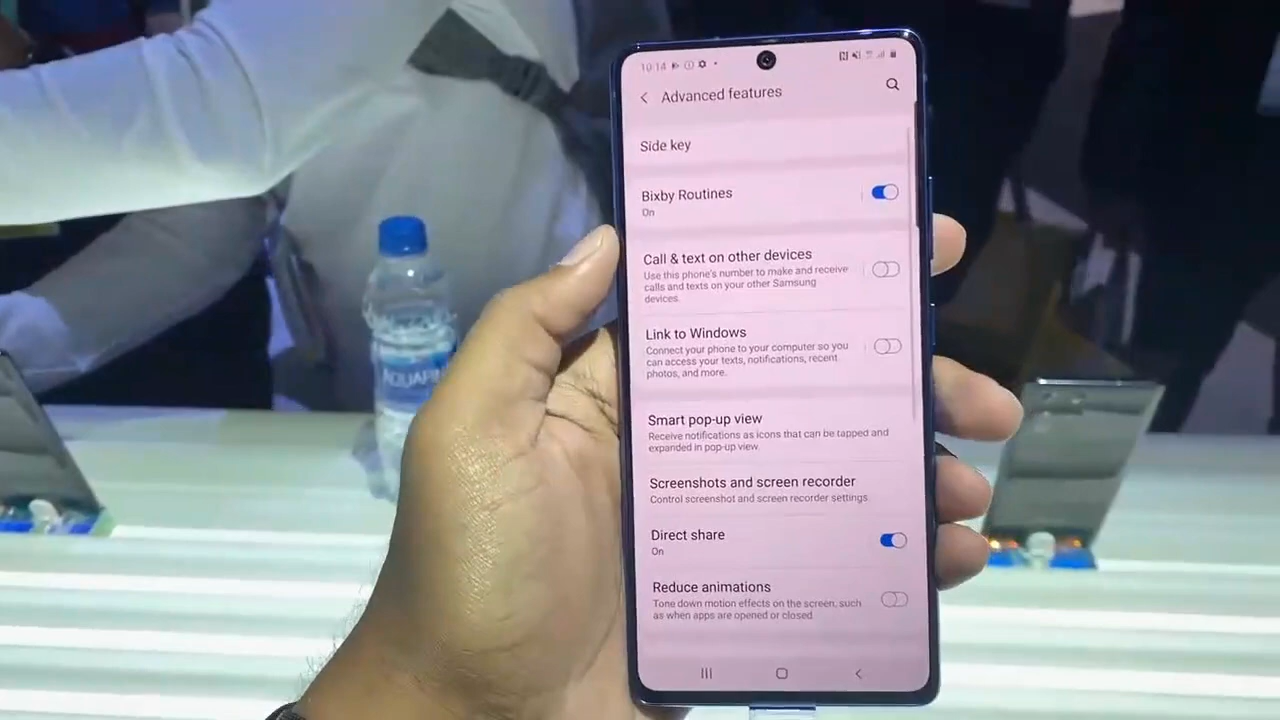 10:14
Advanced features
Side key
Bixby Routines
On
Call & text on other devices
Use this phone's number to make and receive
calls and texts on your other Samsung
devices.
Link to Windows
Connect your phone to your computer so you
can access your texts, notifications, recent
photos, and more.
Smart pop-up view
Receive notifications as icons that can be tapped and
expanded in pop-up view.
Screenshots and screen recorder
Control screenshot and screen recorder settings.
Direct share
On
Reduce animations
Tone down motion effects on the screen, such
as when apps are opened or closed.
AQUAFIN